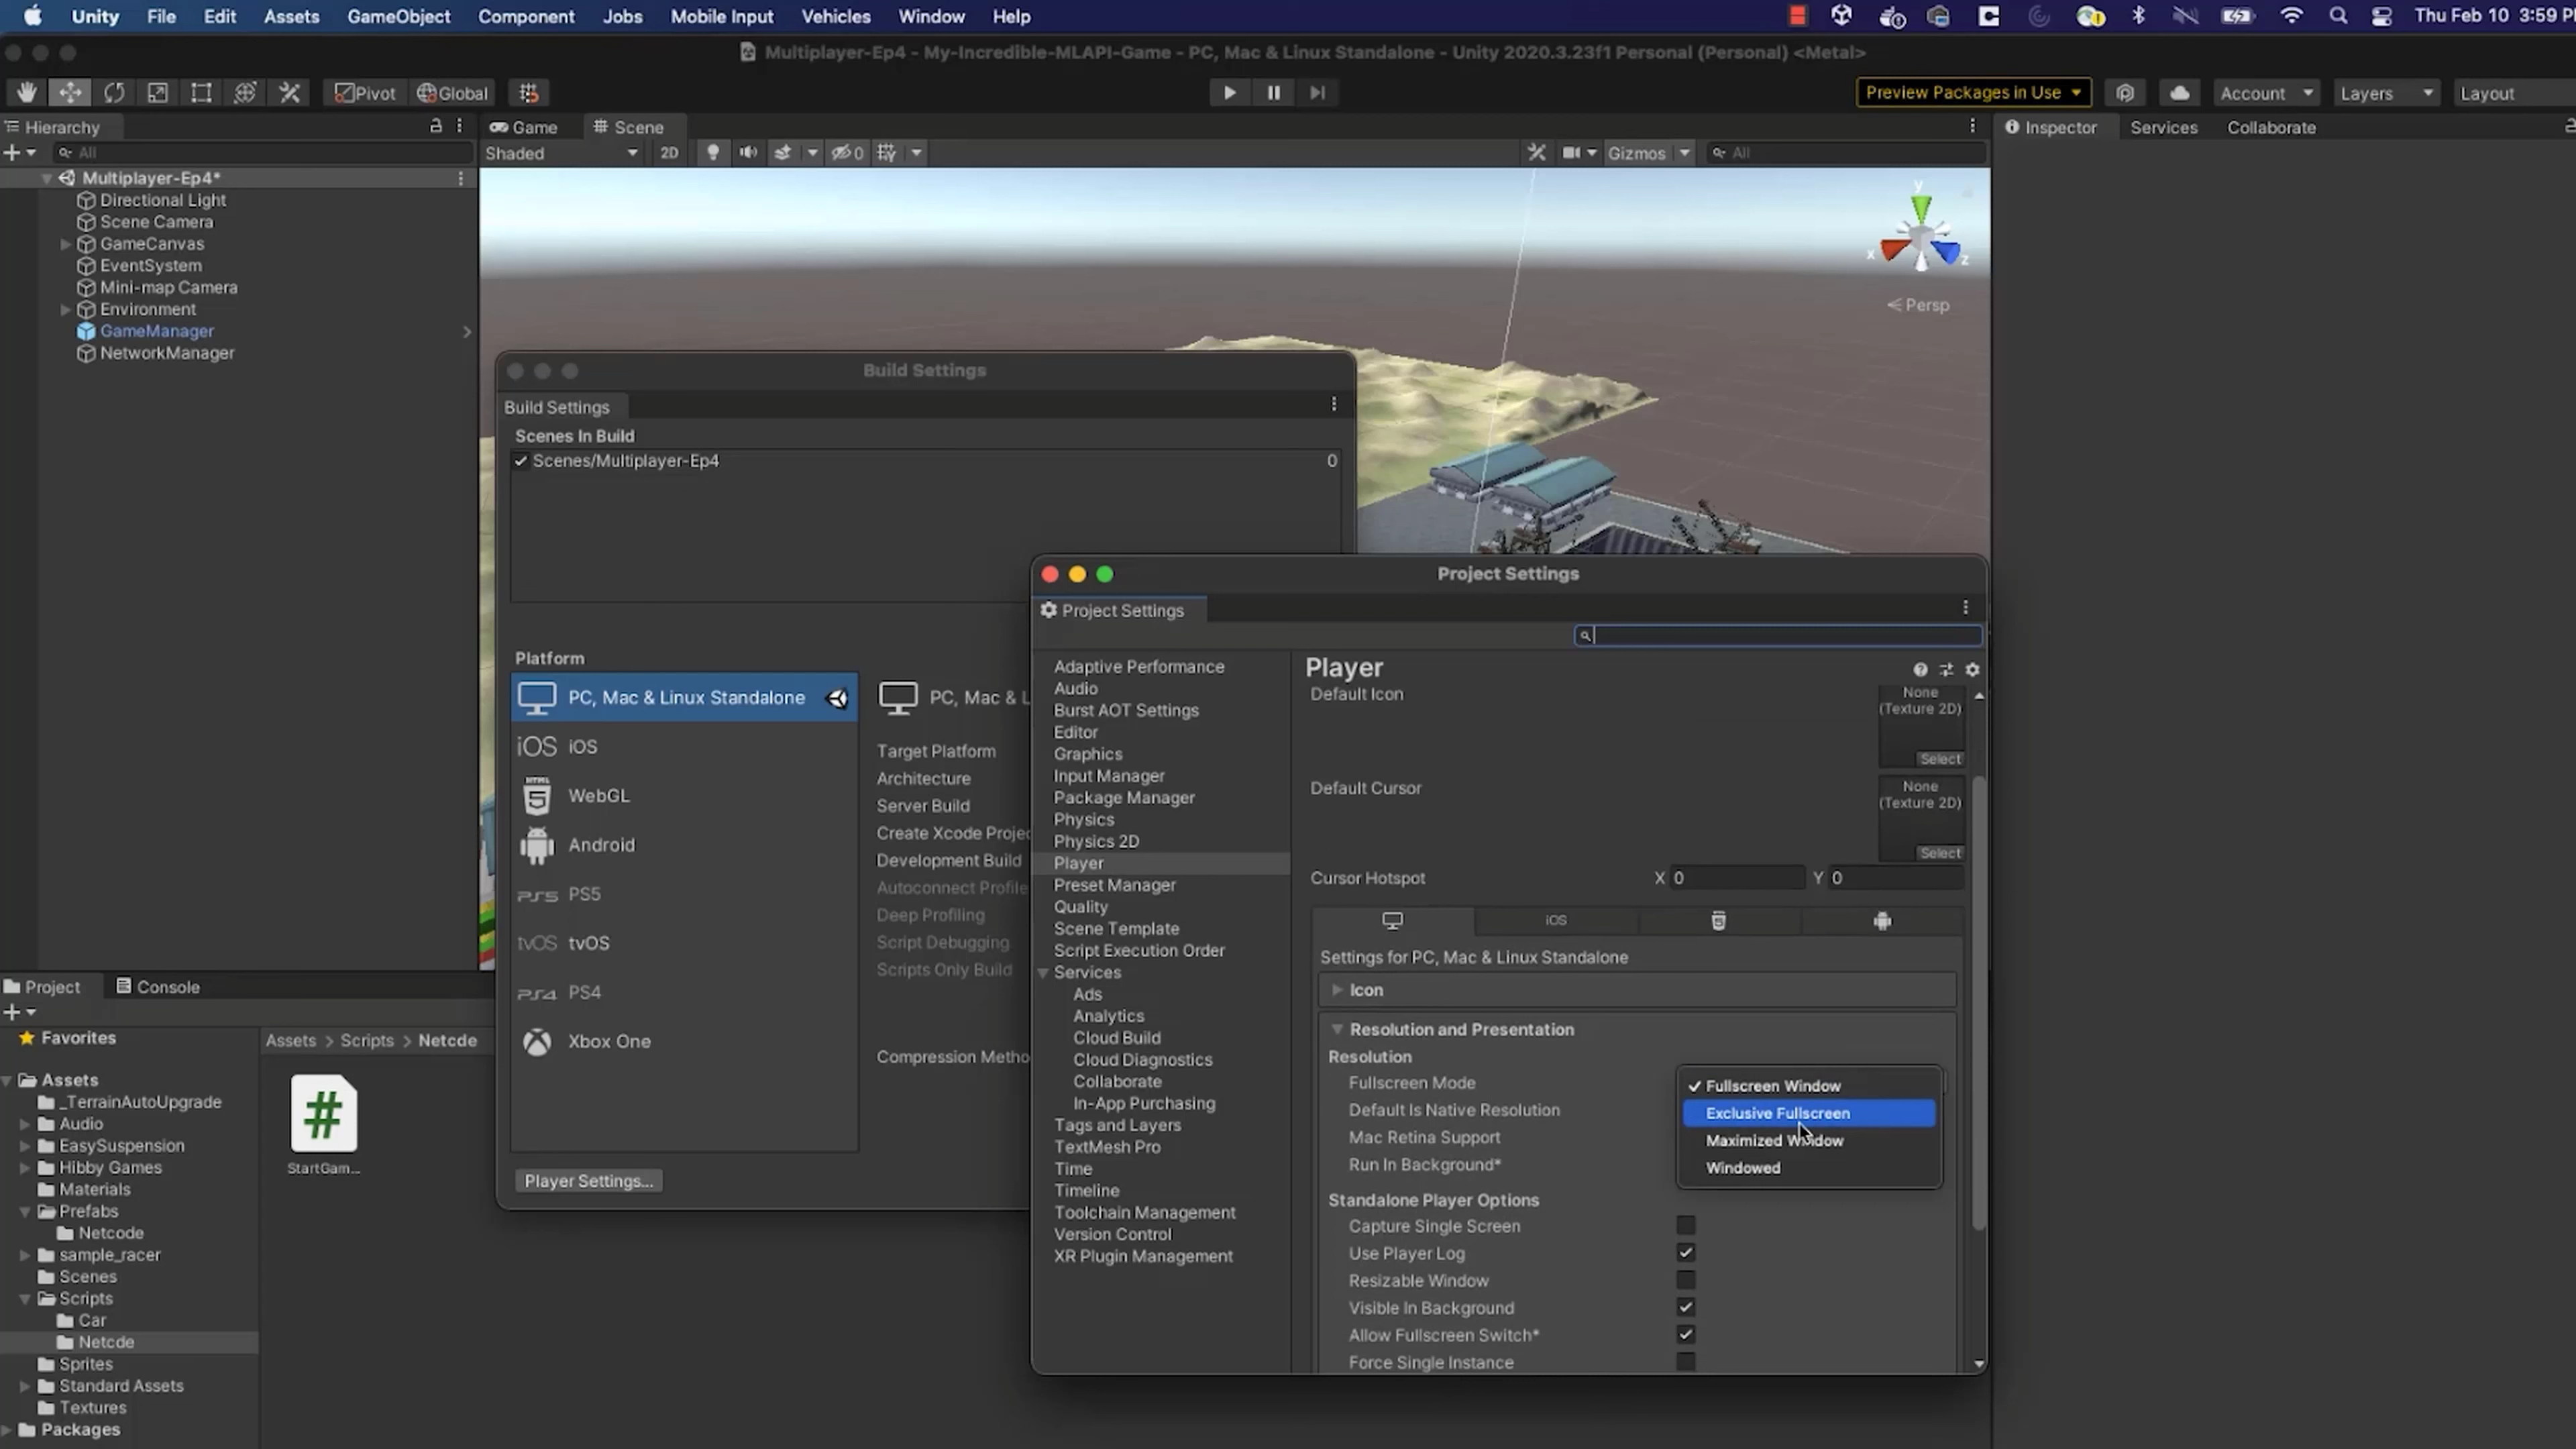 Unity File Edit Assets GameObject Component Jobs Mobile Input Vehicles Window Help Thu Feb 10 3:59
Multiplayer-Ep4 - My-Incredible-MLAPI-Game - PC, Mac & Linux Standalone - Unity 2020.3.23f1 Personal (Personal) <Metal>
Pivot Global Preview Packages in Use Account Layers Layout
Hierarchy
All
Multiplayer-Ep4*
Directional Light
Scene Camera
GameCanvas
EventSystem
Mini-map Camera
Environment
GameManager
NetworkManager
Game Scene
Shaded 2D 0 Gizmos All
y
x
z
Persp
Inspector Services Collaborate
Build Settings
Build Settings
Scenes In Build
Scenes/Multiplayer-Ep4 0
Platform
PC, Mac & Linux Standalone
iOS iOS
HTML 5 WebGL
Android
PS5 PS5
tvOS tvOS
PS4 PS4
Xbox One
Player Settings...
PC, Mac & L
Target Platform
Architecture
Server Build
Create Xcode Projec
Development Build
Autoconnect Profile
Deep Profiling
Script Debugging
Scripts Only Build
Compression Metho
Project Settings
Project Settings
Adaptive Performance
Audio
Burst AOT Settings
Editor
Graphics
Input Manager
Package Manager
Physics
Physics 2D
Player
Preset Manager
Quality
Scene Template
Script Execution Order
Services
Ads
Analytics
Cloud Build
Cloud Diagnostics
Collaborate
In-App Purchasing
Tags and Layers
TextMesh Pro
Time
Timeline
Toolchain Management
Version Control
XR Plugin Management
Player
Default Icon
None
(Texture 2D)
Select
Default Cursor
None
(Texture 2D)
Select
Cursor Hotspot X 0 Y 0
iOS
Settings for PC, Mac & Linux Standalone
Icon
Resolution and Presentation
Resolution
Fullscreen Mode
Default Is Native Resolution
Mac Retina Support
Run In Background*
Fullscreen Window
Exclusive Fullscreen
Maximized Window
Windowed
Standalone Player Options
Capture Single Screen
Use Player Log
Resizable Window
Visible In Background
Allow Fullscreen Switch*
Force Single Instance
Project Console
Favorites
Assets
_TerrainAutoUpgrade
Audio
EasySuspension
Hibby Games
Materials
Prefabs
Netcode
sample_racer
Scenes
Scripts
Car
Netcde
Sprites
Standard Assets
Textures
Packages
Assets > Scripts > Netcde
#
StartGam...